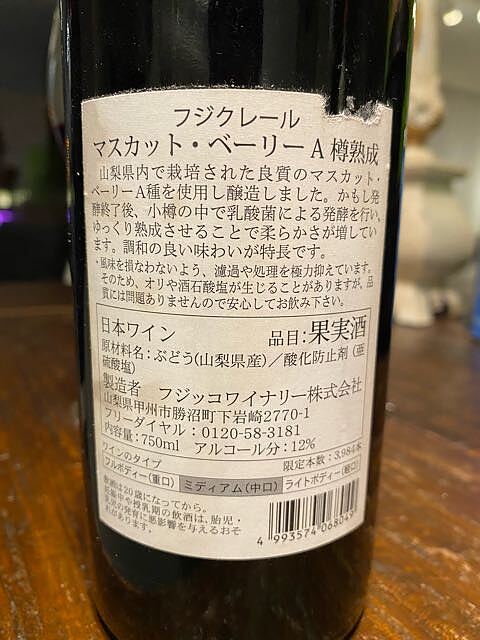 フジクレール
マスカット・ベーリーA 樽熟成
山梨県内で栽培された良質のマスカット・
ベーリーA種を使用し醸造しました。かもし発
酵終了後、小樽の中で乳酸菌による発酵を行い、
ゆっくり熟成させることで柔らかさが増してい
ます。調和の良い味わいが特長です。
・風味を損なわないよう、濾過や処理を極力抑えています。
そのため、オリや酒石酸塩が生じることがありますが、品
質には問題ありませんので安心してお飲み下さい。
日本ワイン 品目:果実酒
原材料名:ぶどう(山梨県産)/酸化防止剤(亜
硫酸塩)
製造者 フジッコワイナリー株式会社
山梨県甲州市勝沼町下岩崎2770-1
フリーダイヤル:0120-58-3181
内容量:750ml アルコール分:12%
ワインのタイプ 限定本数:3,984本
フルボディー(重口) ミディアム(中口) ライトボディー(軽口)
飲酒は20歳になってから。
妊娠中や授乳期の飲酒は、胎児・
乳児の発育に悪影響を与えるおそ
れがあります。
4 993574 068049